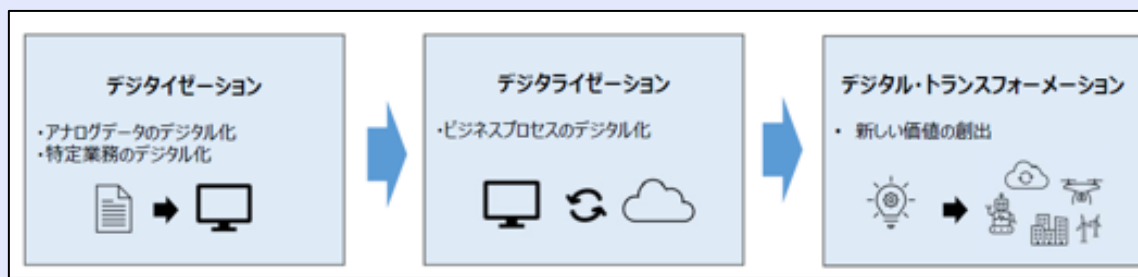 デジタイゼーション
・アナログデータのデジタル化
・特定業務のデジタル化
デジタライゼーション
・ビジネスプロセスのデジタル化
デジタル・トランスフォーメーション
・ 新しい価値の創出